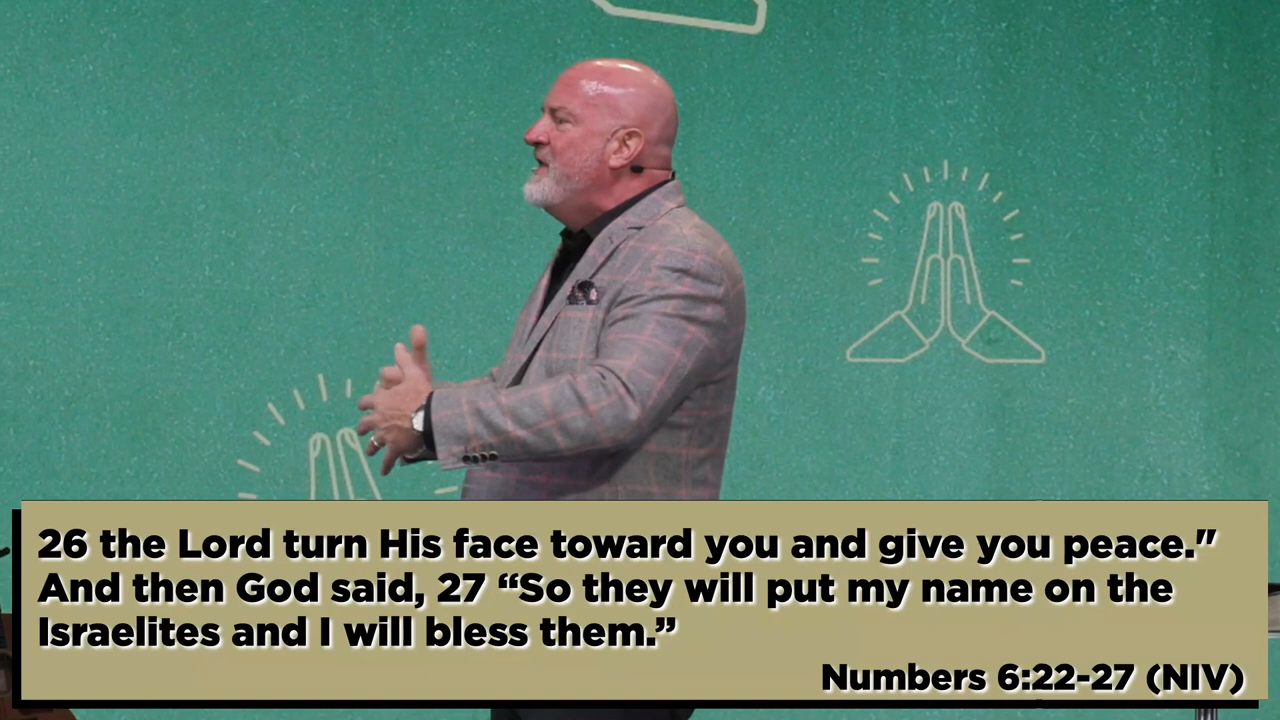 26 the Lord turn His face toward you and give you peace."
And then God said, 27 “So they will put my name on the
Israelites and I will bless them.”
Numbers 6:22-27 (NIV)